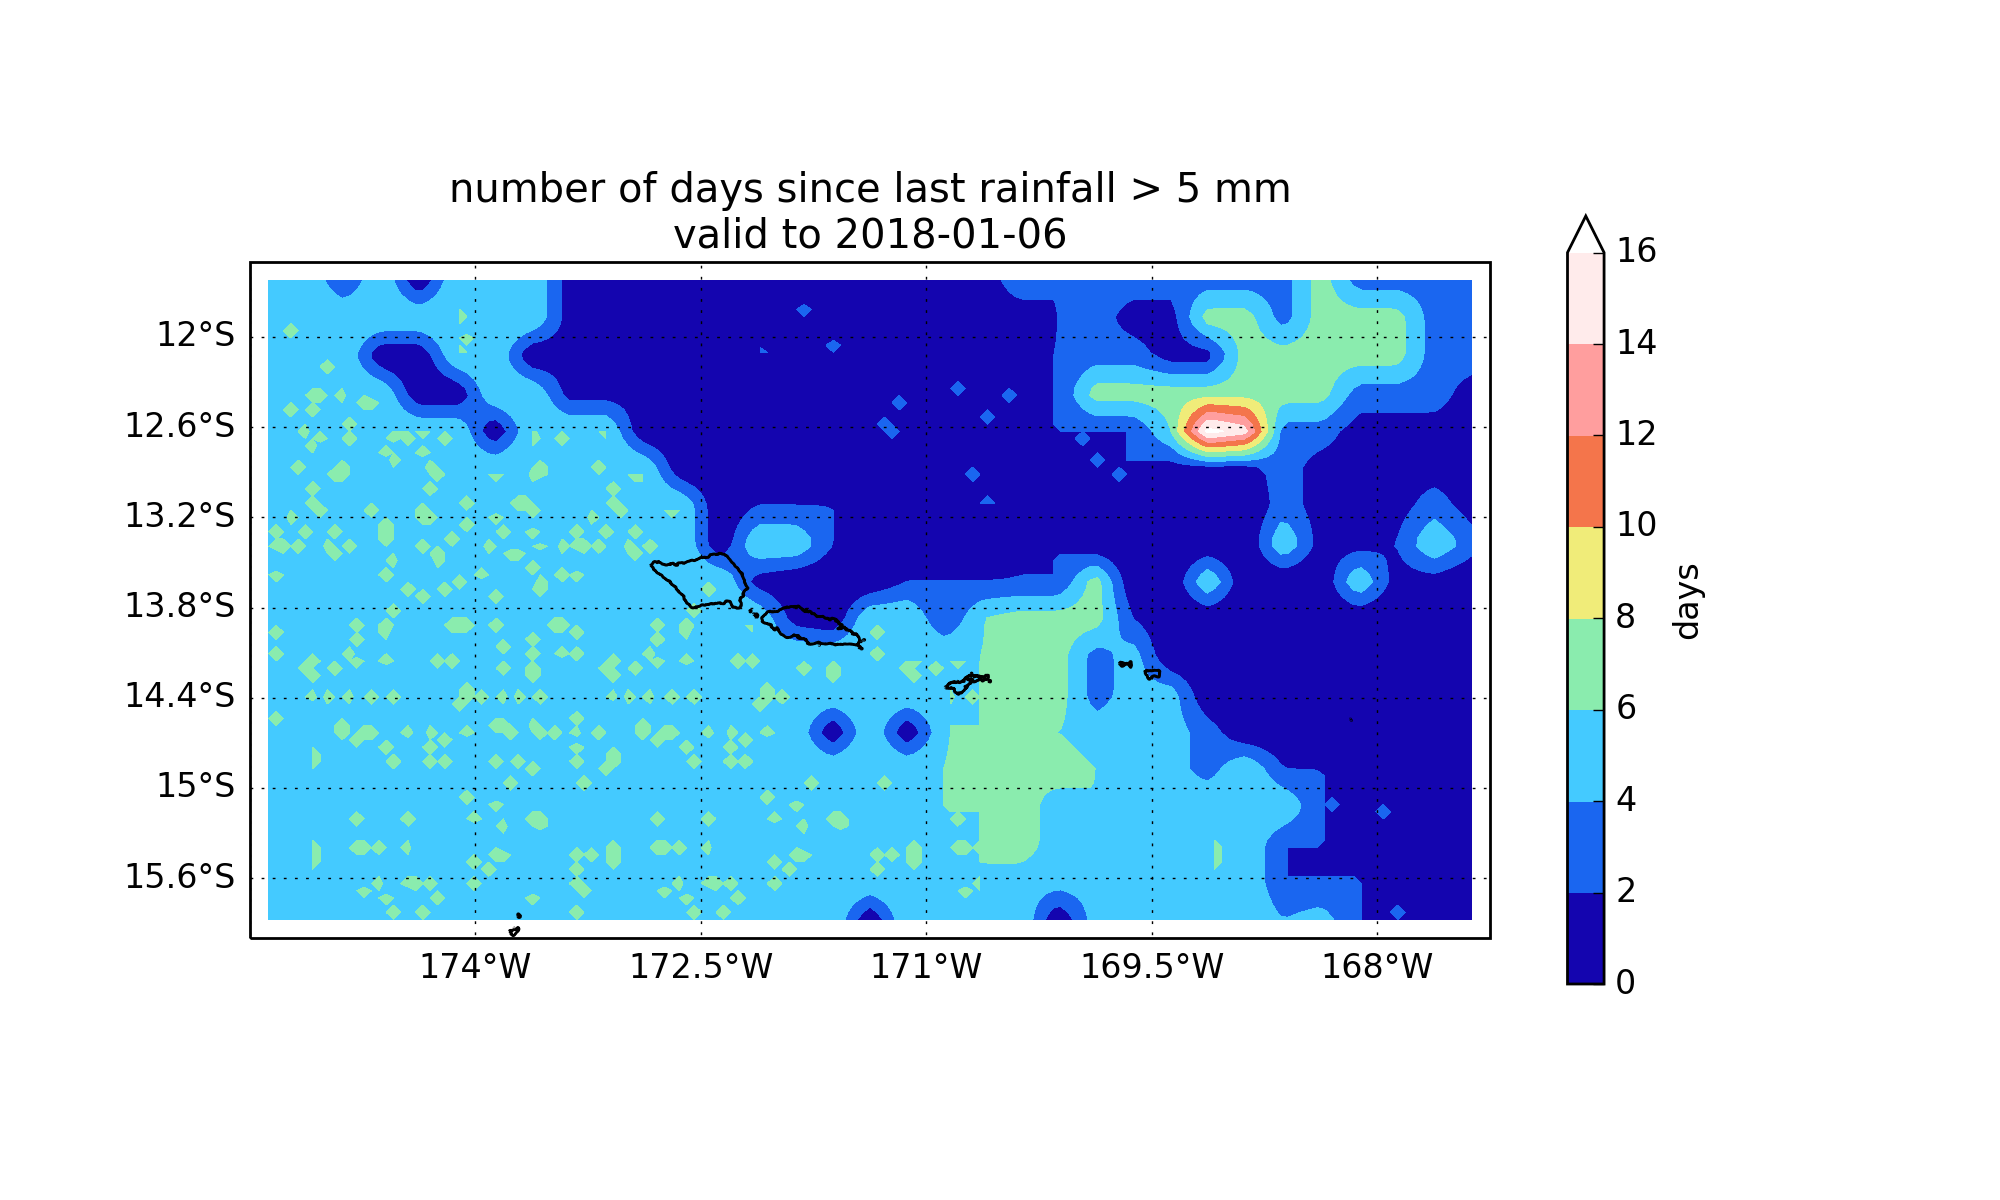 number of days since last rainfall > 5 mm
valid to 2018-01-06
12°S
12.6°S
13.2°S
13.8°S
14.4°S
15°S
15.6°S
174°W 172.5°W 171°W 169.5°W 168°W
16
14
12
10
8
6
4
2
0
days